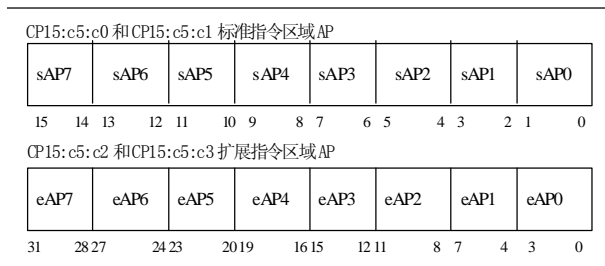 CP15:c5:c0 和 CP15:c5:c1 标准指令区域 AP
sAP7 sAP6 sAP5 sAP4 sAP3 sAP2 sAP1 sAP0
15 14 13 12 11 10 9 8 7 6 5 4 3 2 1 0
CP15:c5:c2 和 CP15:c5:c3 扩展指令区域 AP
eAP7 eAP6 eAP5 eAP4 eAP3 eAP2 eAP1 eAP0
31 28 27 24 23 20 19 16 15 12 11 8 7 4 3 0